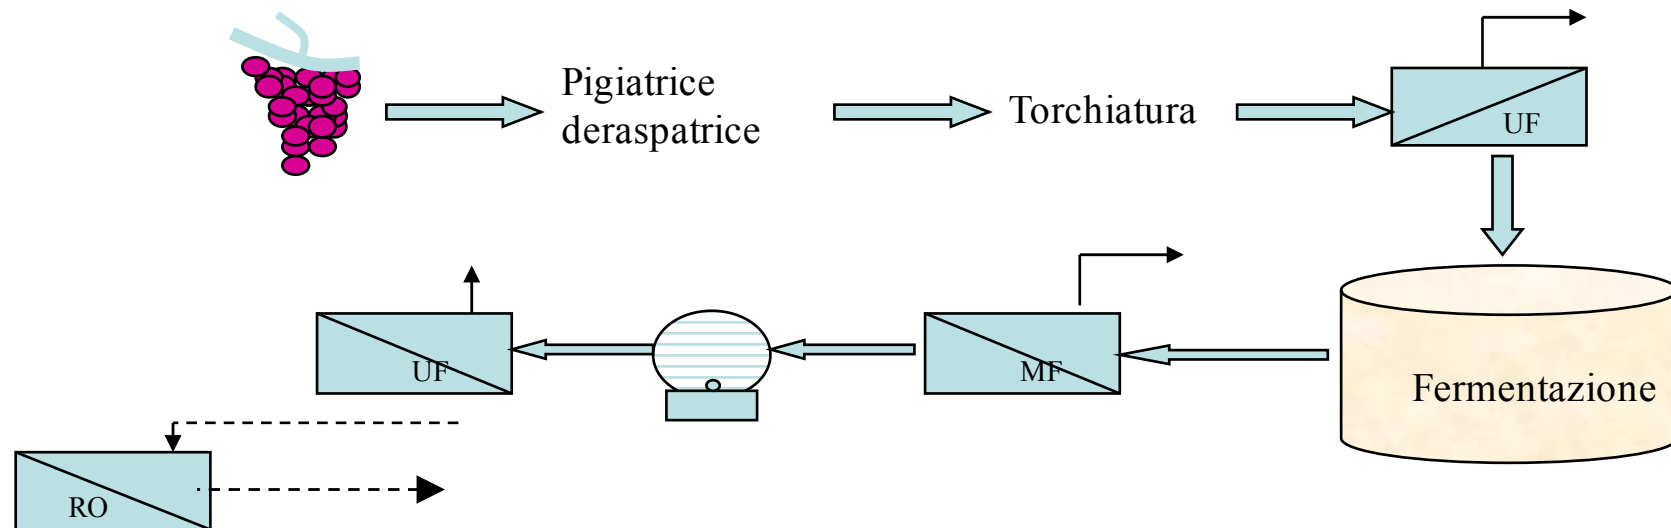 Pigiatrice
deraspatrice
Torchiatura
UF
UF
MF
Fermentazione
RO